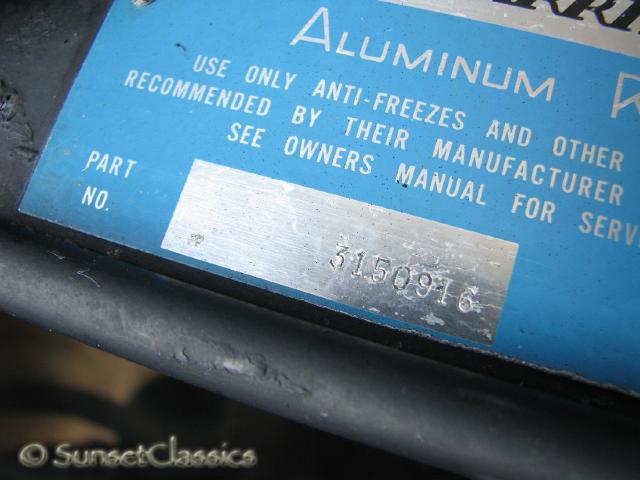 ALUMINUM
USE ONLY ANTI-FREEZES AND OTHER
RECOMMENDED BY THEIR MANUFACTURER
SEE OWNERS MANUAL FOR SERV
PART
NO.
3150916
© SunsetClassics